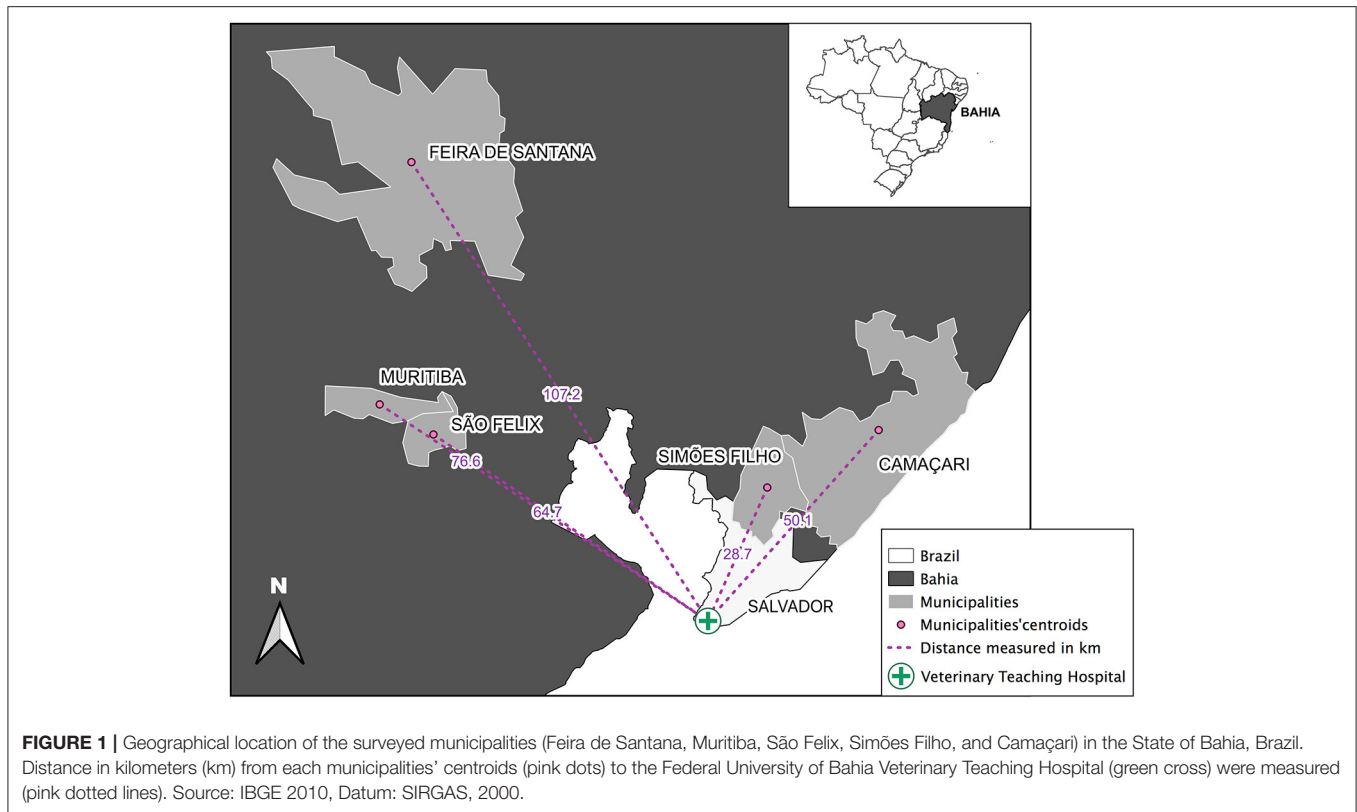 BAHIA
FEIRA DE SANTANA
107.2
MURITIBA
SÃO FELIX
76.6
64.7
SIMÕES FILHO
CAMAÇARI
50.1
28.7
SALVADOR
N
Brazil
Bahia
Municipalities
Municipalities'centroids
Distance measured in km
Veterinary Teaching Hospital
FIGURE 1 | Geographical location of the surveyed municipalities (Feira de Santana, Muritiba, São Felix, Simões Filho, and Camaçari) in the State of Bahia, Brazil.
Distance in kilometers (km) from each municipalities’ centroids (pink dots) to the Federal University of Bahia Veterinary Teaching Hospital (green cross) were measured
(pink dotted lines). Source: IBGE 2010, Datum: SIRGAS, 2000.